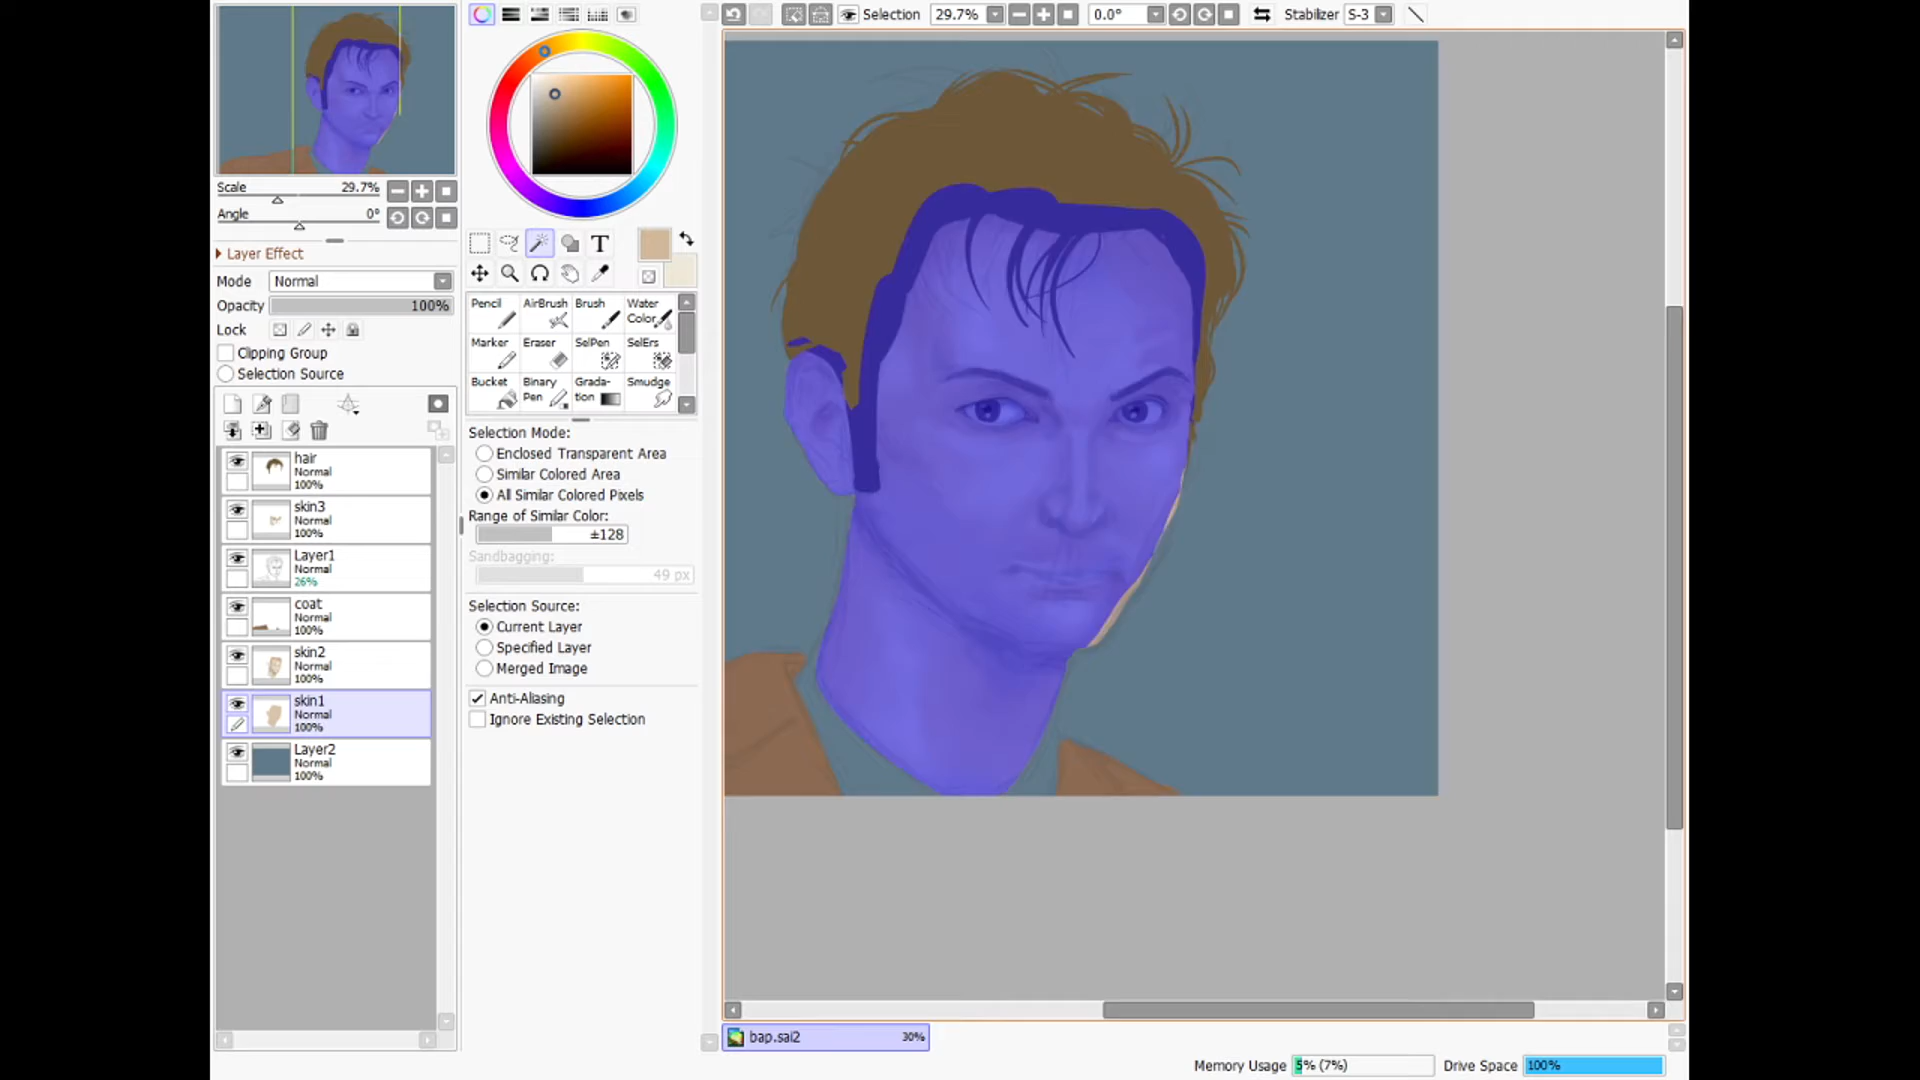 Selection 29.7% 0.0° Stabilizer S-3
Scale 29.7%
Angle 0°
Layer Effect
Mode Normal
Opacity 100%
Lock
Clipping Group
Selection Source
hair
Normal
100%
skin3
Normal
100%
Layer1
Normal
26%
coat
Normal
100%
skin2
Normal
100%
skin1
Normal
100%
Layer2
Normal
100%
T
Pencil AirBrush Brush Water Color
Marker Eraser SelPen SelErs
Bucket Binary Pen Grada-tion Smudge
Selection Mode:
Enclosed Transparent Area
Similar Colored Area
All Similar Colored Pixels
Range of Similar Color:
±128
Sandbagging:
49 px
Selection Source:
Current Layer
Specified Layer
Merged Image
Anti-Aliasing
Ignore Existing Selection
bap.sai2 30%
Memory Usage 5% (7%) Drive Space 100%